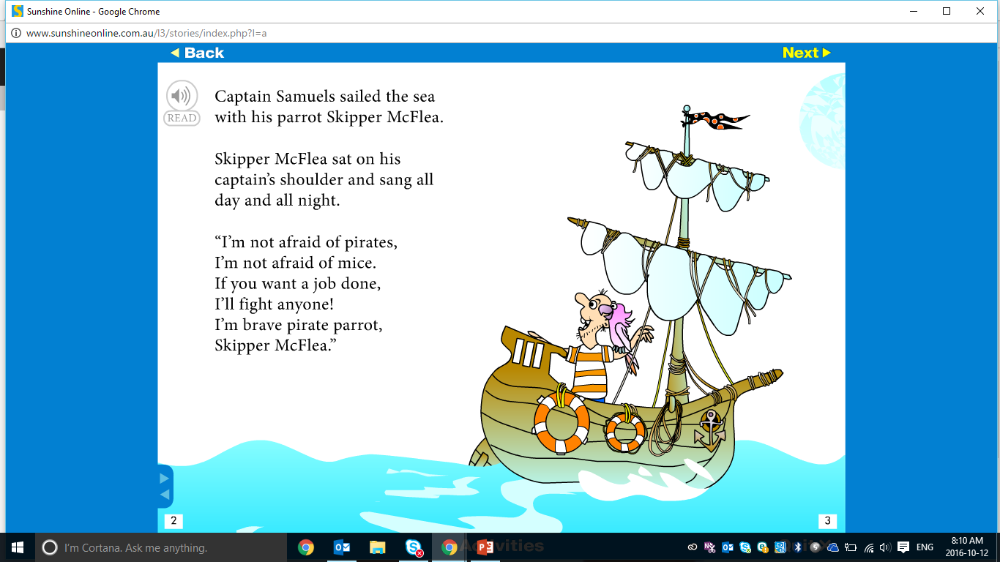 Sunshine Online - Google Chrome
www.sunshineonline.com.au/l3/stories/index.php?l=a
Back
Next
READ
Captain Samuels sailed the sea
with his parrot Skipper McFlea.
Skipper McFlea sat on his
captain's shoulder and sang all
day and all night.
“I'm not afraid of pirates,
I'm not afraid of mice.
If you want a job done,
I'll fight anyone!
I'm brave pirate parrot,
Skipper McFlea.”
2
3
I'm Cortana. Ask me anything.
Activities
ENG
8:10 AM
2016-10-12